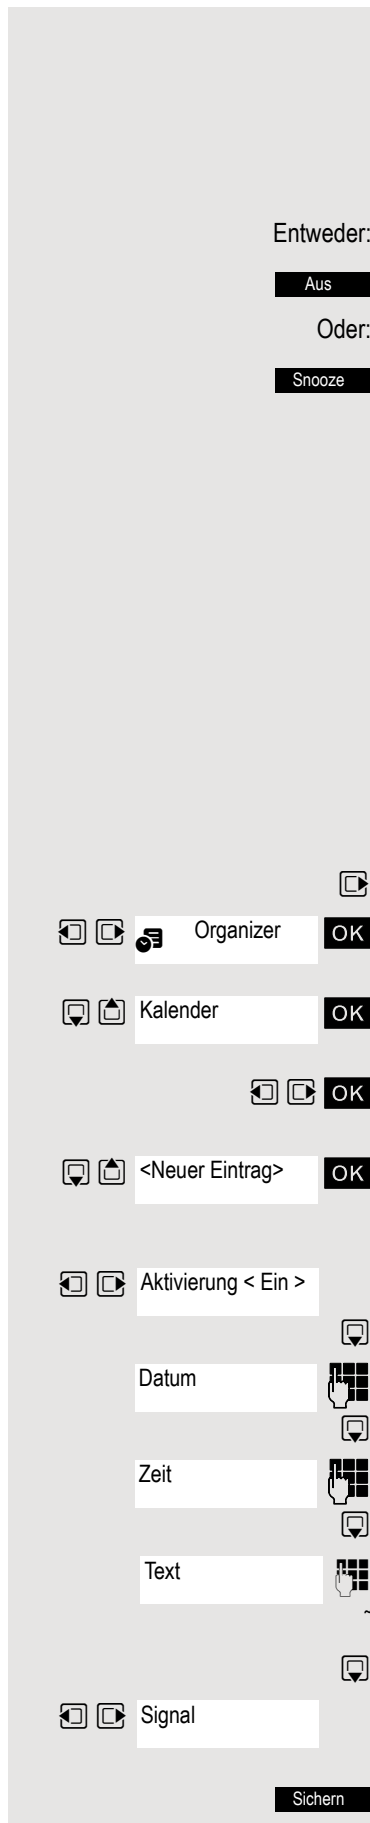 Entweder:
Aus
Oder:
Snooze
Organizer OK
Kalender OK
OK
<Neuer Eintrag> OK
Aktivierung < Ein >
Datum
Zeit
Text
~
Signal
Sichern